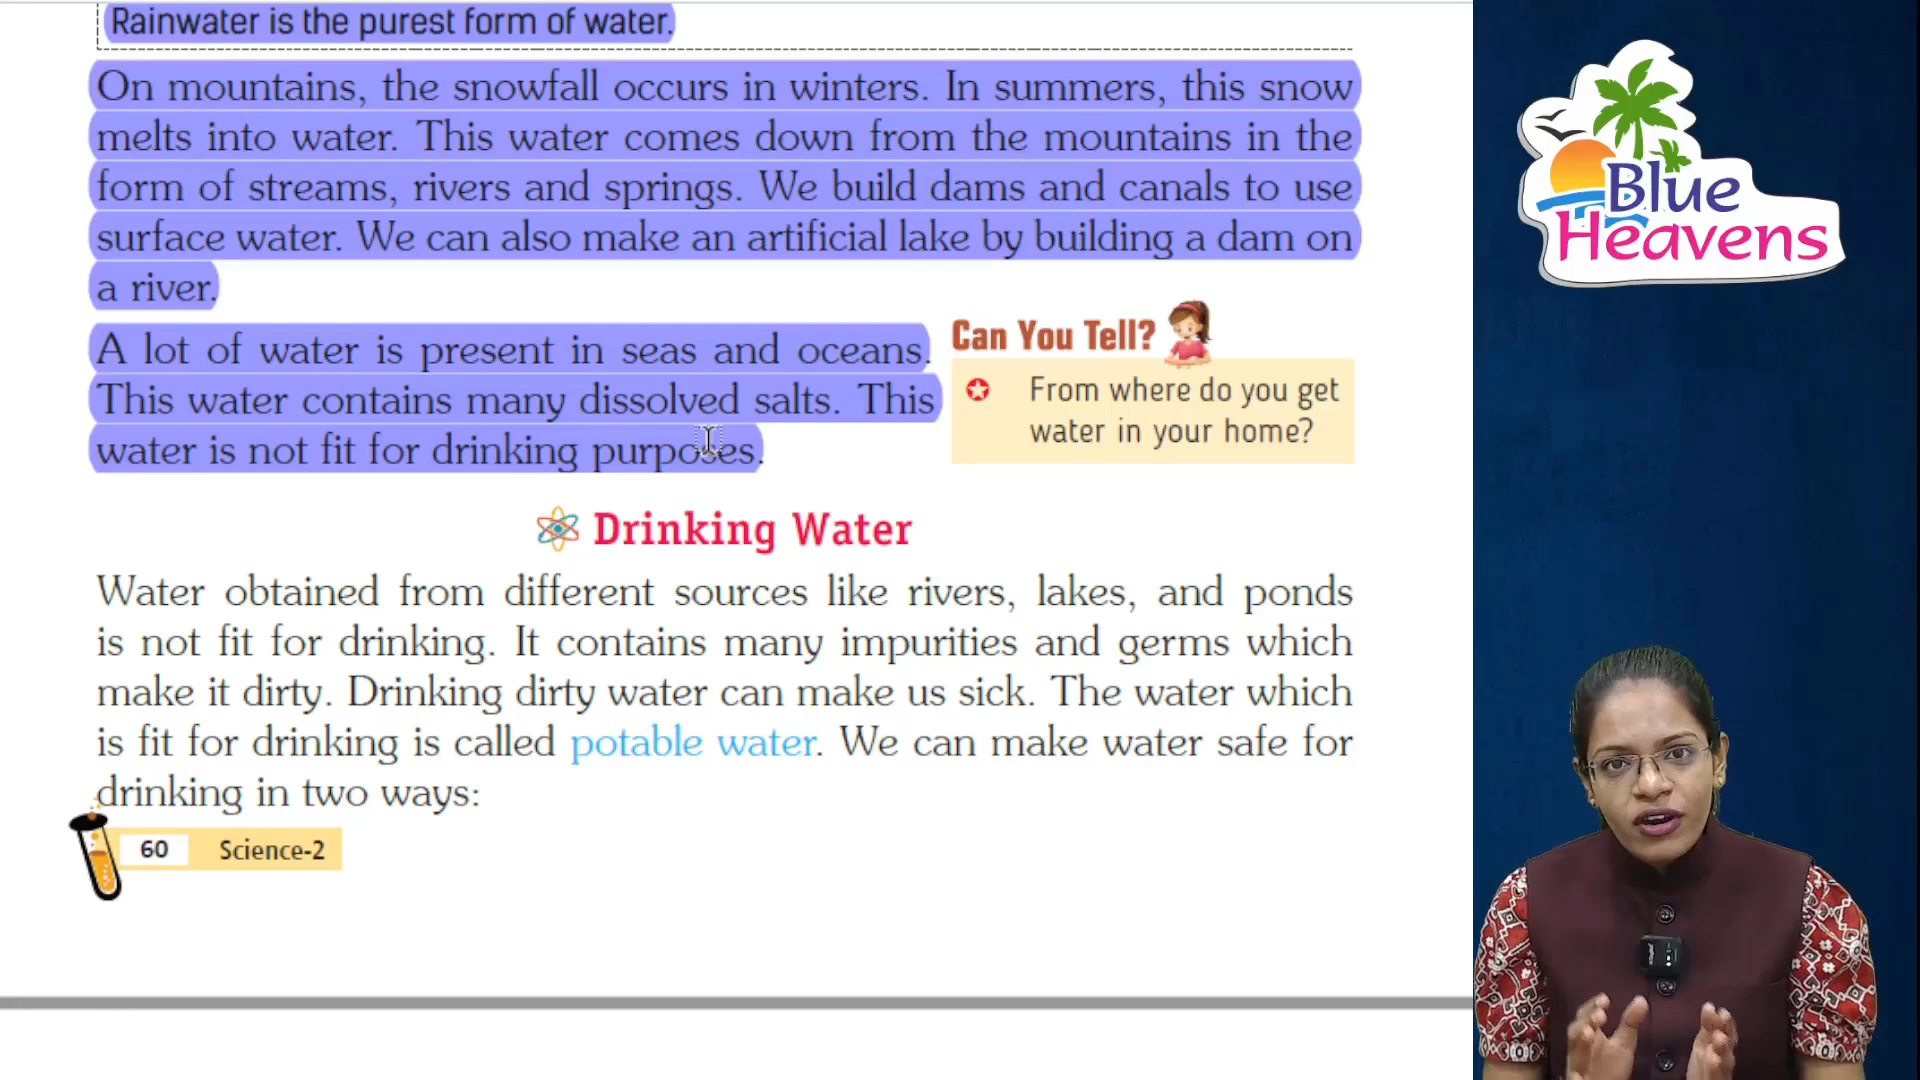 Rainwater is the purest form of water.
On mountains, the snowfall occurs in winters. In summers, this snow
melts into water. This water comes down from the mountains in the
form of streams, rivers and springs. We build dams and canals to use
surface water. We can also make an artificial lake by building a dam on
a river.
A lot of water is present in seas and oceans.
This water contains many dissolved salts. This
water is not fit for drinking purposes.
Can You Tell?
From where do you get
water in your home?
Drinking Water
Water obtained from different sources like rivers, lakes, and ponds
is not fit for drinking. It contains many impurities and germs which
make it dirty. Drinking dirty water can make us sick. The water which
is fit for drinking is called potable water. We can make water safe for
drinking in two ways:
60 Science-2
Blue
Heavens